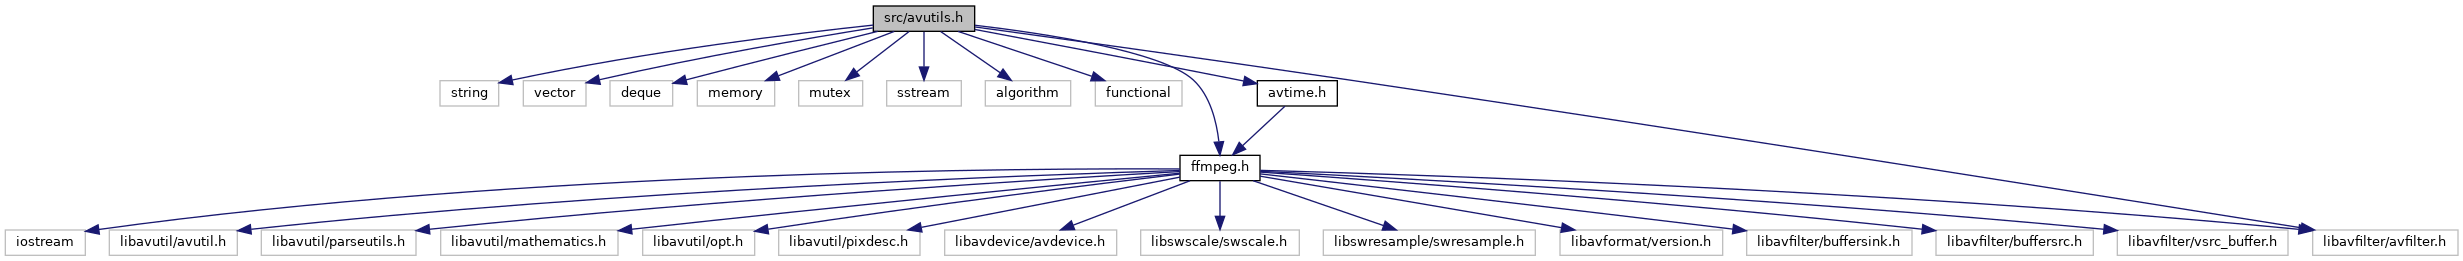 src/avutils.h
string
vector
deque
memory
mutex
sstream
algorithm
functional
avtime.h
ffmpeg.h
iostream
libavutil/avutil.h
libavutil/parseutils.h
libavutil/mathematics.h
libavutil/opt.h
libavutil/pixdesc.h
libavdevice/avdevice.h
libswscale/swscale.h
libswresample/swresample.h
libavformat/version.h
libavfilter/buffersink.h
libavfilter/buffersrc.h
libavfilter/vsrc_buffer.h
libavfilter/avfilter.h